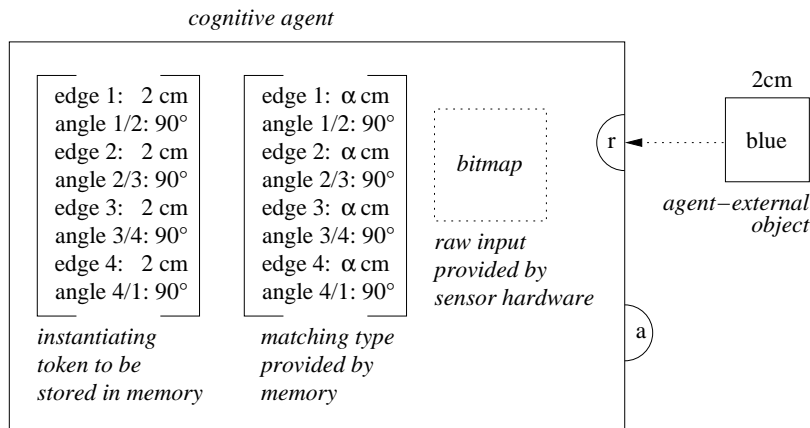 cognitive agent
edge 1: 2 cm
angle 1/2: 90°
edge 2: 2 cm
angle 2/3: 90°
edge 3: 2 cm
angle 3/4: 90°
edge 4: 2 cm
angle 4/1: 90°
instantiating
token to be
stored in memory
edge 1: α cm
angle 1/2: 90°
edge 2: α cm
angle 2/3: 90°
edge 3: α cm
angle 3/4: 90°
edge 4: α cm
angle 4/1: 90°
matching type
provided by
memory
bitmap
raw input
provided by
sensor hardware
r
a
2cm
blue
agent−external
object